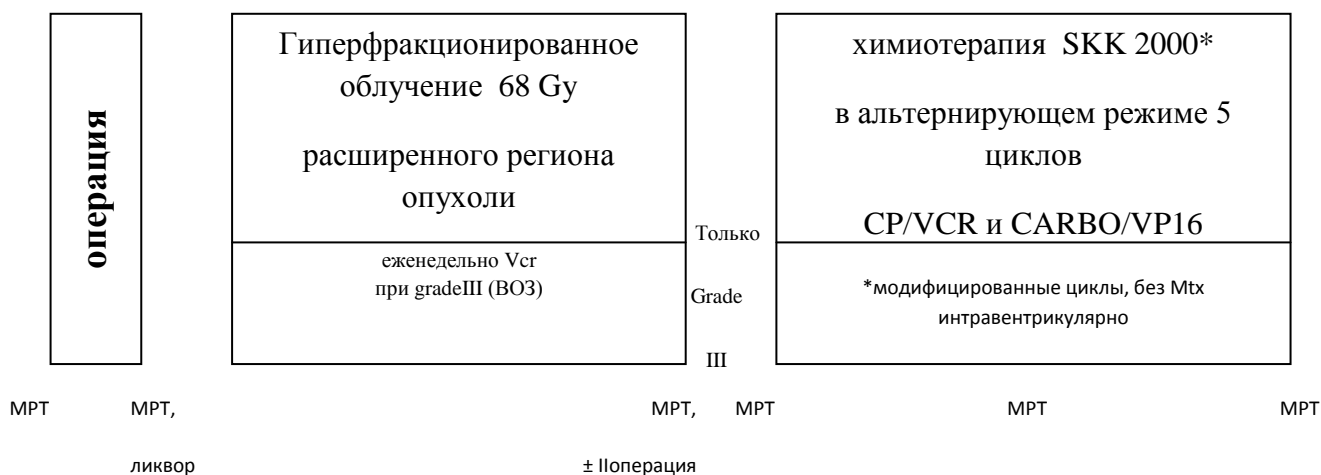 операция
Гиперфракционированное
облучение 68 Gy
расширенного региона
опухоли
еженедельно Vcr
при gradeIII (ВОЗ)
Только
Grade
III
химиотерапия SKK 2000*
в альтернирующем режиме 5
циклов
CP/VCR и CARBO/VP16
*модифицированные циклы, без Mtx
интравентрикулярно
МРТ МРТ, МРТ, МРТ МРТ МРТ
ликвор ± IIоперация